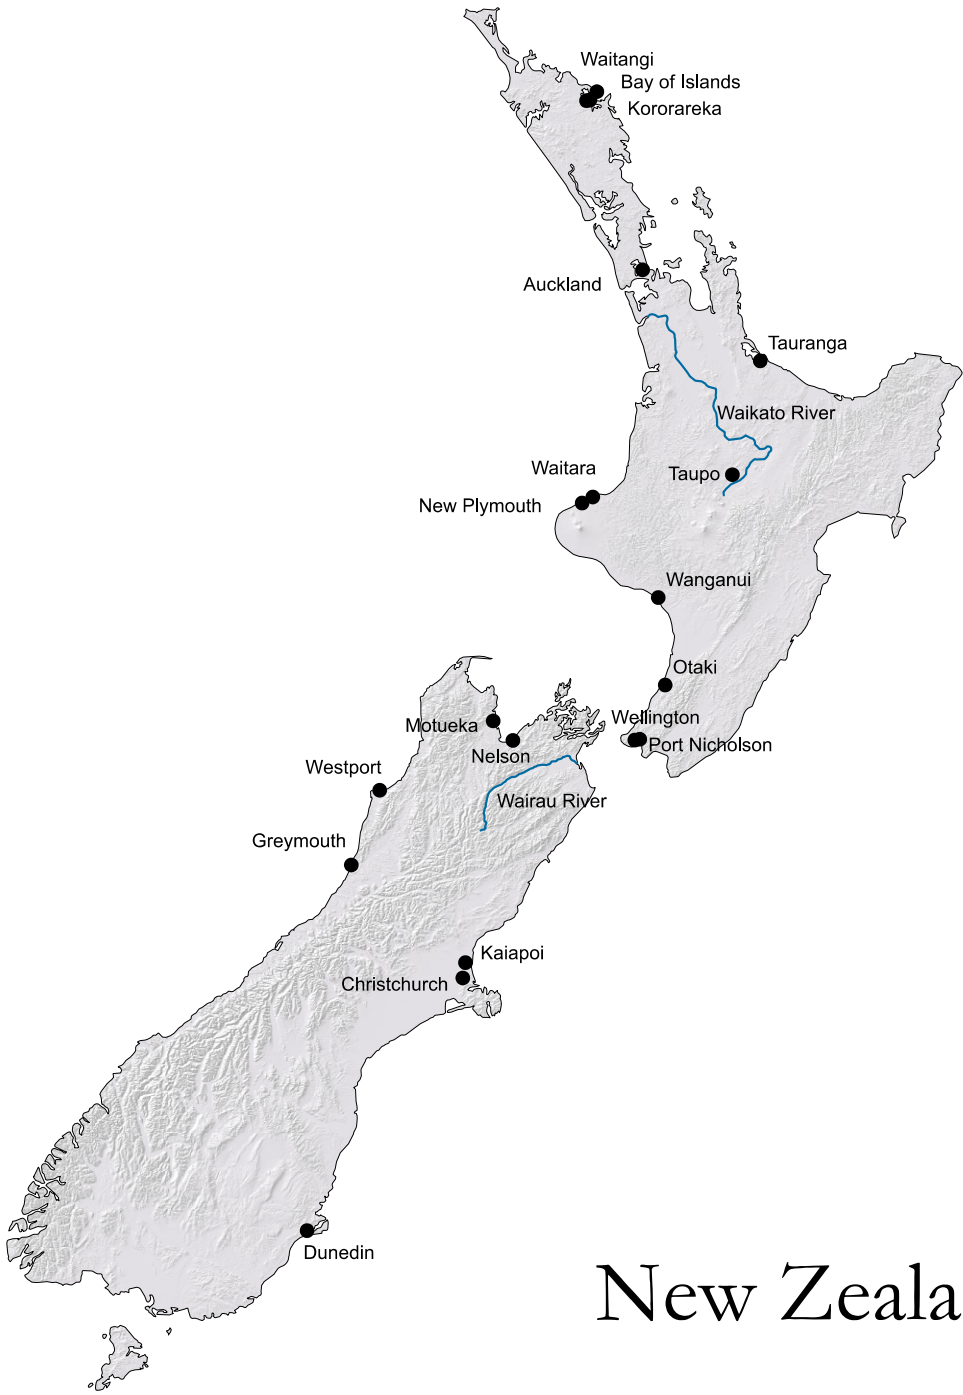 Waitangi
Bay of Islands
Kororareka
Auckland
Tauranga
Waikato River
Waitara
Taupo
New Plymouth
Wanganui
Otaki
Wellington
Motueka
Port Nicholson
Nelson
Westport
Wairau River
Greymouth
Kaiapoi
Christchurch
Dunedin
New Zeala